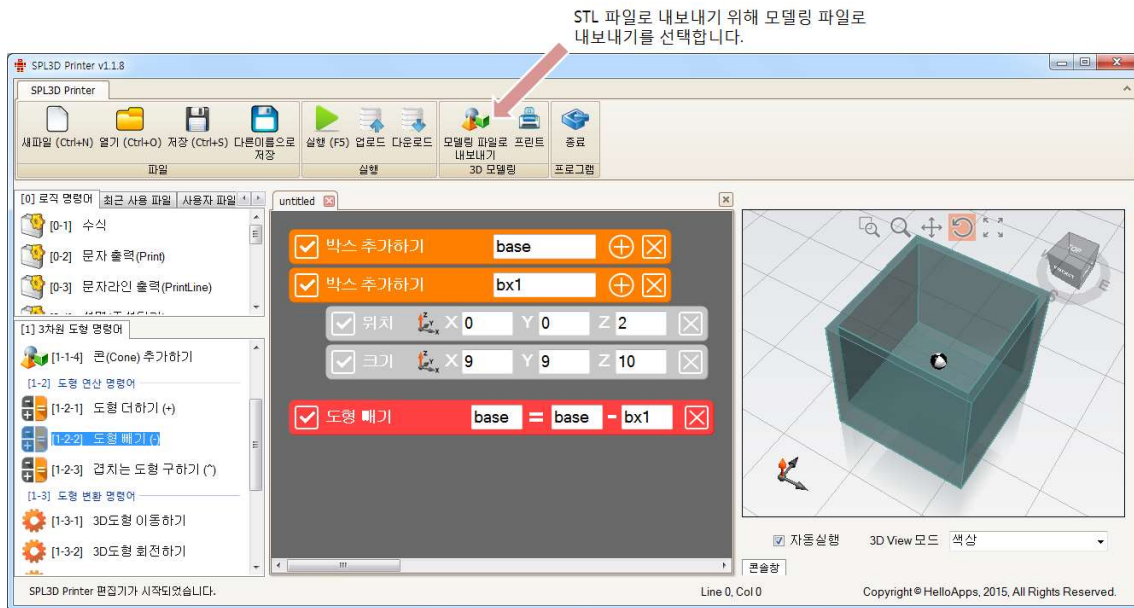 STL 파일로 내보내기 위해 모델링 파일로
내보내기를 선택합니다.
SPL3D Printer v1.1.8
SPL3D Printer
새파일 (Ctrl+N) 열기 (Ctrl+O) 저장 (Ctrl+S) 다른이름으로 저장
실행 (F5) 업로드 다운로드
모델링 파일로 내보내기 프린트
종료
파일
실행
3D 모델링
프로그램
[0] 로직 명령어 최근 사용 파일 사용자 파일
[0-1] 수식
[0-2] 문자 출력(Print)
[0-3] 문자라인 출력(PrintLine)
[1] 3차원 도형 명령어
[1-1-4] 콘(Cone) 추가하기
[1-2] 도형 연산 명령어
[1-2-1] 도형 더하기 (+)
[1-2-2] 도형 빼기 (-)
[1-2-3] 겹치는 도형 구하기 (^)
[1-3] 도형 변환 명령어
[1-3-1] 3D도형 이동하기
[1-3-2] 3D도형 회전하기
untitled
박스 추가하기 base
박스 추가하기 bx1
위치 X 0 Y 0 Z 2
크기 X 9 Y 9 Z 10
도형 빼기 base = base - bx1
TOP
E
자동실행 3D View 모드 색상
콘솔창
SPL3D Printer 편집기가 시작되었습니다.
Line 0, Col 0
Copyright © HelloApps, 2015, All Rights Reserved.